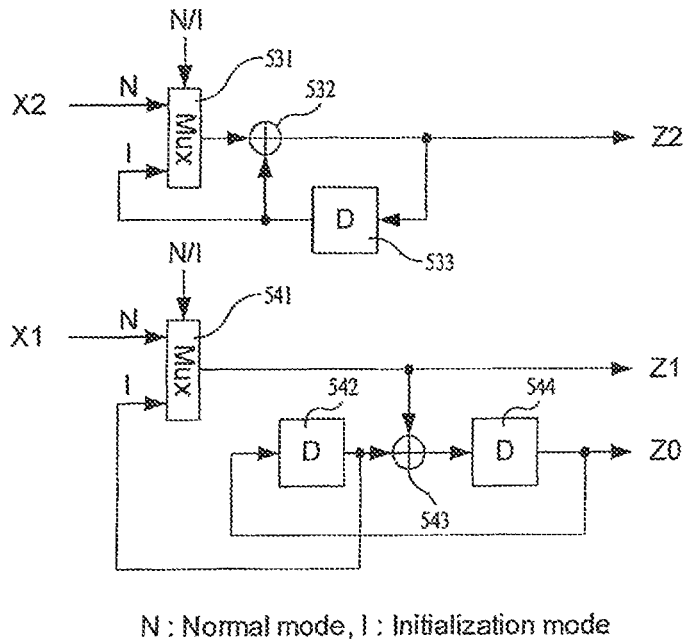 N/I
531
N
532
X2
Mux
Z2
I
D
533
N/I
541
N
X1
Mux
Z1
I
542
544
D
D
Z0
543
N : Normal mode, I : Initialization mode